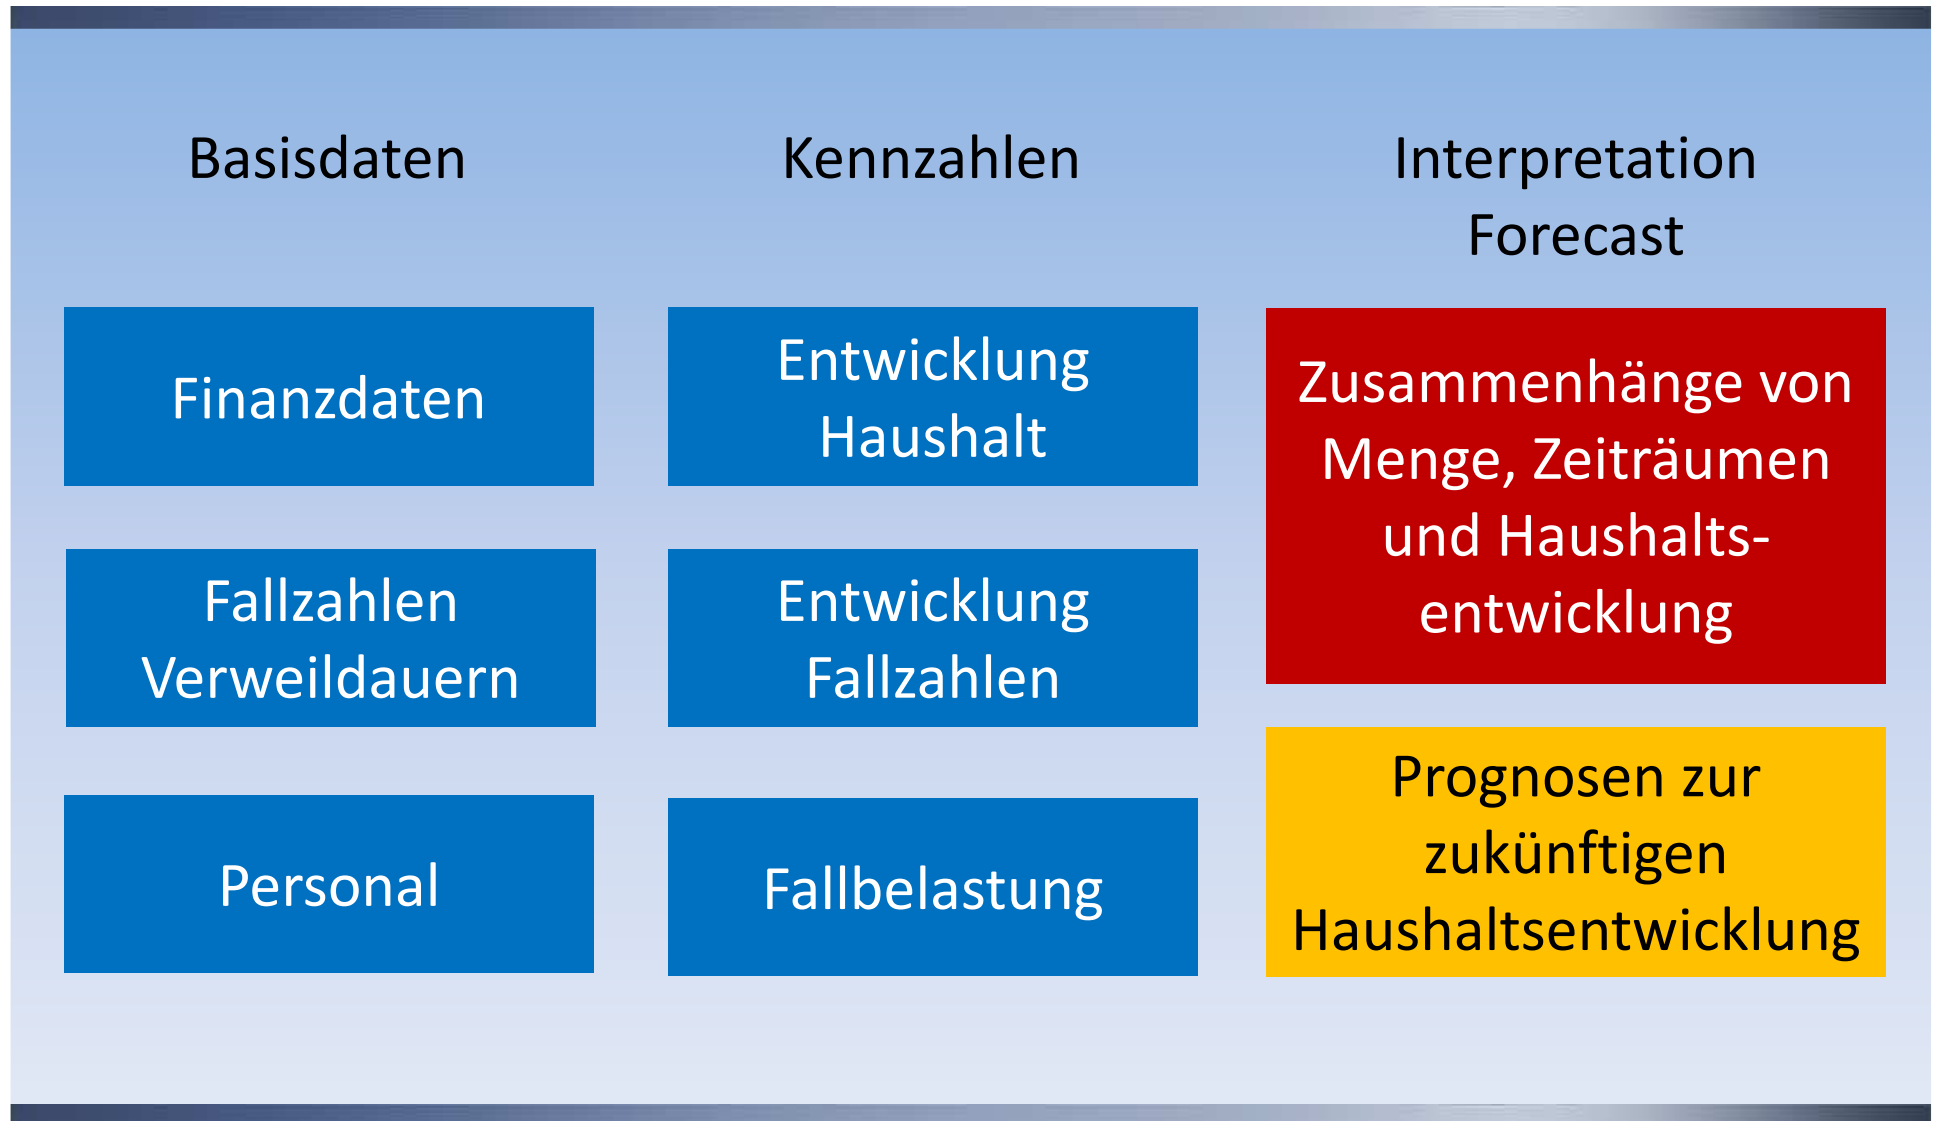 Basisdaten
Kennzahlen
Interpretation
Forecast
Finanzdaten
Entwicklung
Haushalt
Zusammenhänge von
Menge, Zeiträumen
und Haushalts-
entwicklung
Fallzahlen
Verweildauern
Entwicklung
Fallzahlen
Personal
Fallbelastung
Prognosen zur
zukünftigen
Haushaltsentwicklung